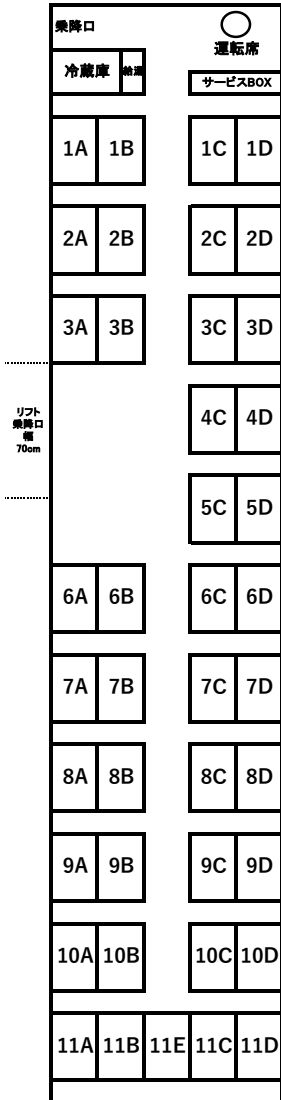 乗降口
運転席
冷蔵庫 給湯
サービスBOX
1A 1B 1C 1D
2A 2B 2C 2D
3A 3B 3C 3D
リフト
乗降口
幅
70cm
4C 4D
5C 5D
6A 6B 6C 6D
7A 7B 7C 7D
8A 8B 8C 8D
9A 9B 9C 9D
10A 10B 10C 10D
11A 11B 11E 11C 11D